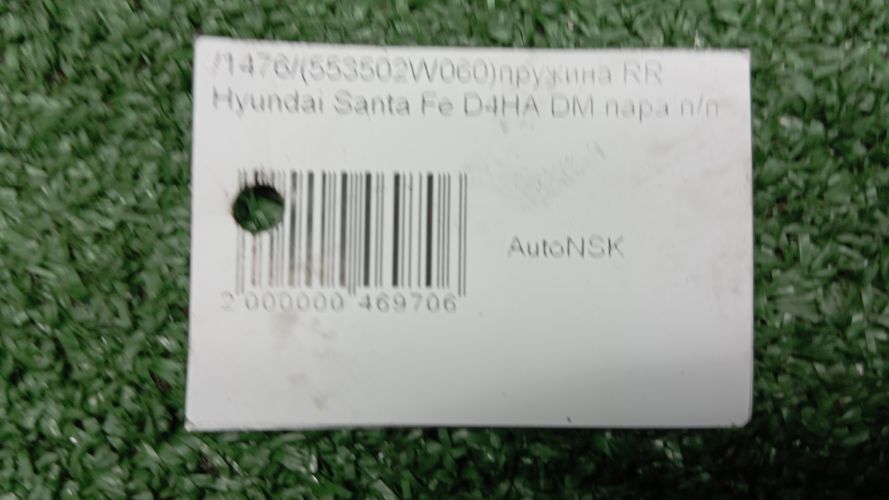 /1476/(553502W060)пружина RR
Hyundai Santa Fe D4HA DM пара п/п
AutoNSK
2 000000 469706